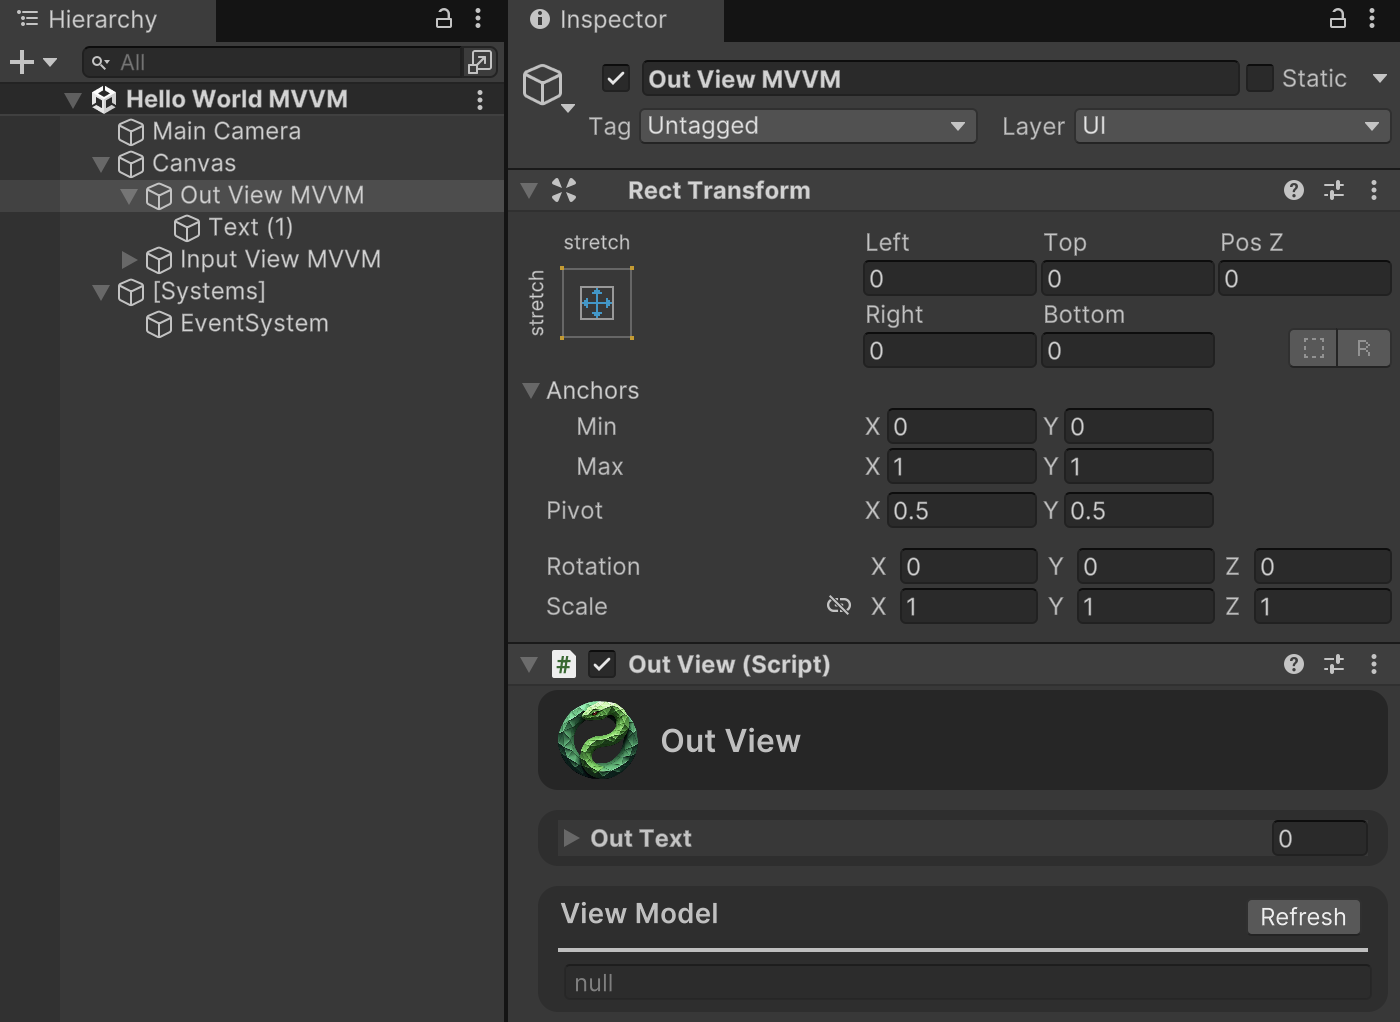 Hierarchy
All
Hello World MVVM
Main Camera
Canvas
Out View MVVM
Text (1)
Input View MVVM
[Systems]
EventSystem
Inspector
Out View MVVM
Static
Tag Untagged Layer UI
Rect Transform
stretch
stretch
Left Top Pos Z
0 0 0
Right Bottom
0 0 R
Anchors
Min X 0 Y 0
Max X 1 Y 1
Pivot X 0.5 Y 0.5
Rotation X 0 Y 0 Z 0
Scale X 1 Y 1 Z 1
# Out View (Script)
Out View
Out Text 0
View Model Refresh
null